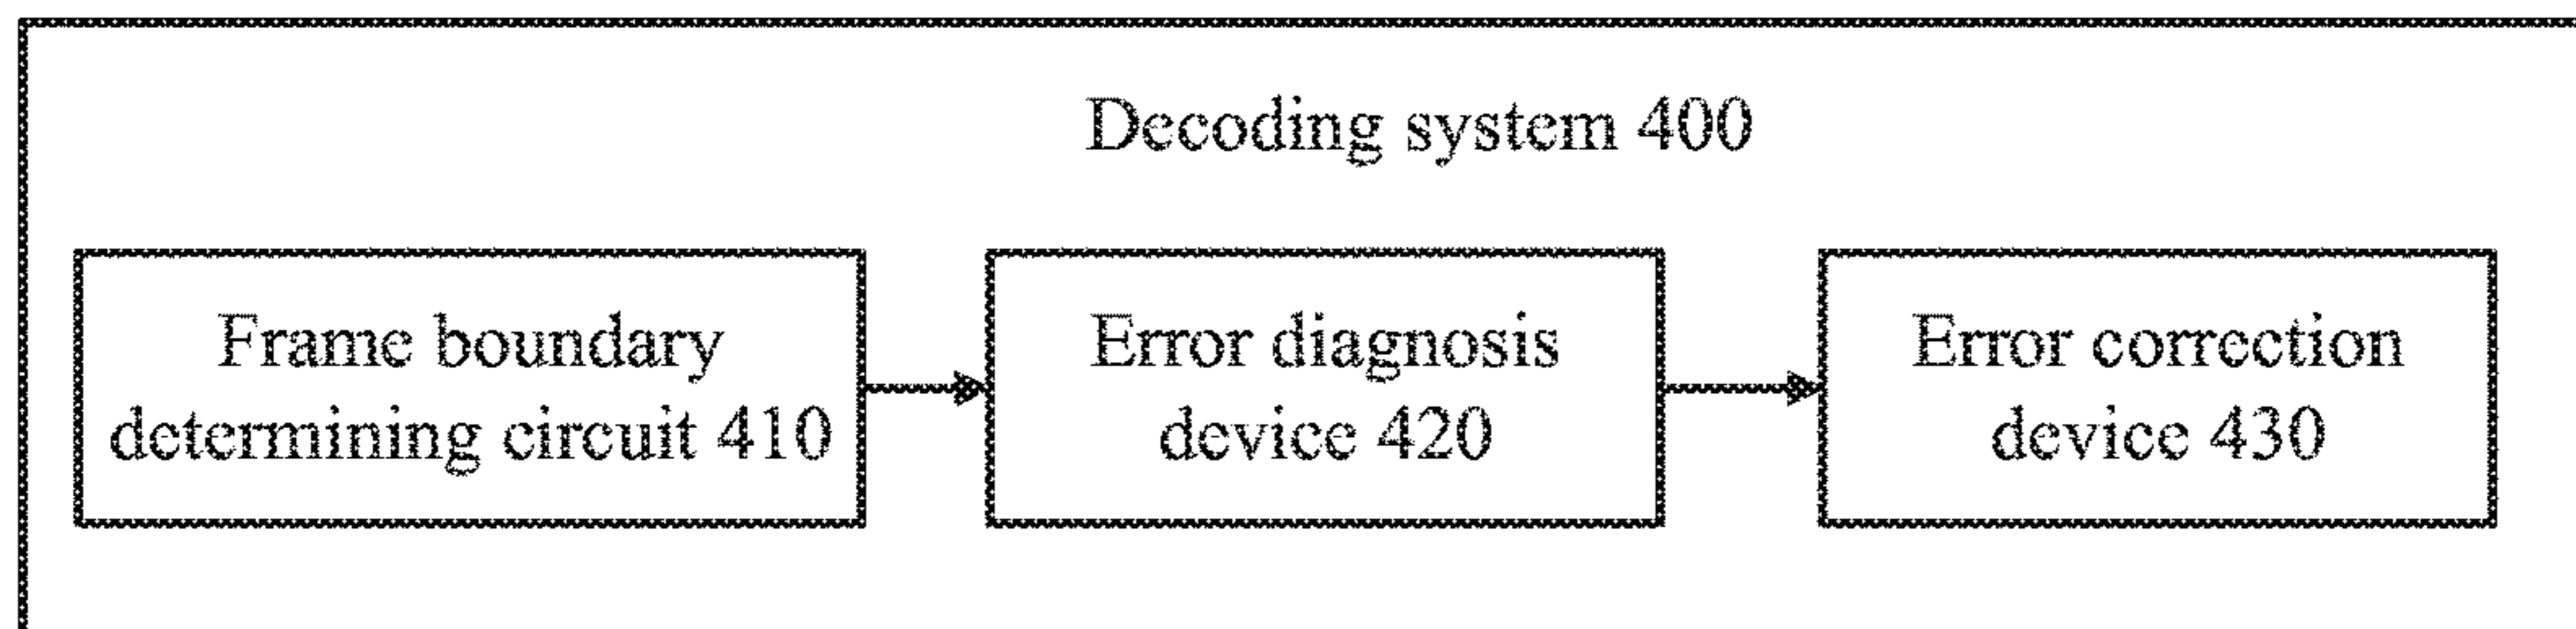 Decoding system 400
Frame boundary
determining circuit 410
Error diagnosis
device 420
Error correction
device 430